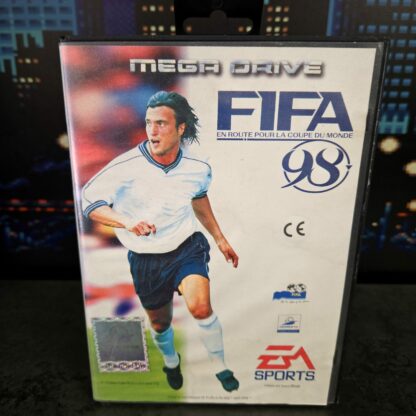 MEGA DRIVE
FIFA
EN ROUTE POUR LA COUPE DU MONDE
98
CE
EA
SPORTS